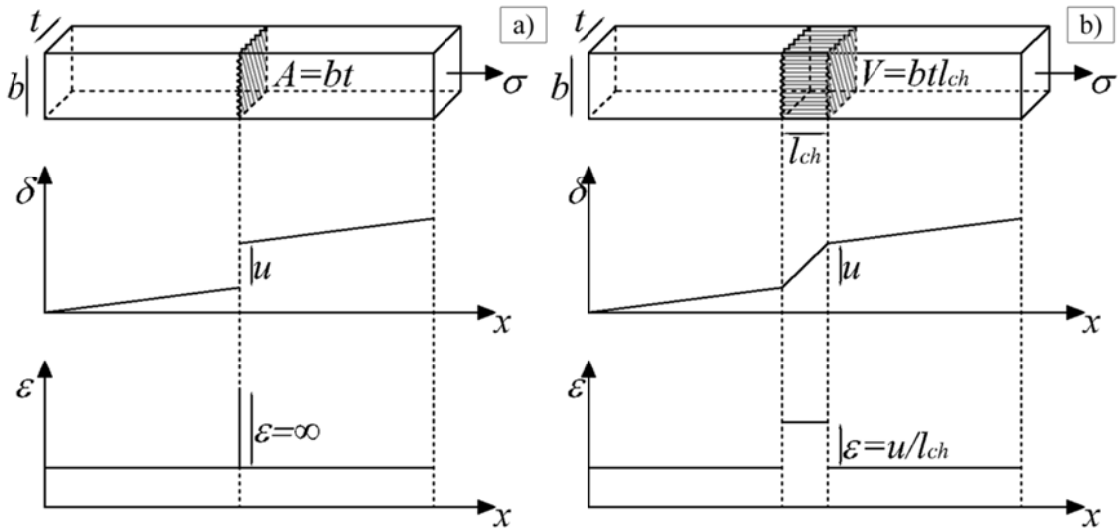 a)
t
b
A=bt
σ
δ
u
x
ε
ε=∞
x
b)
t
b
V=btl_ch
σ
l_ch
δ
u
x
ε
ε=u/l_ch
x